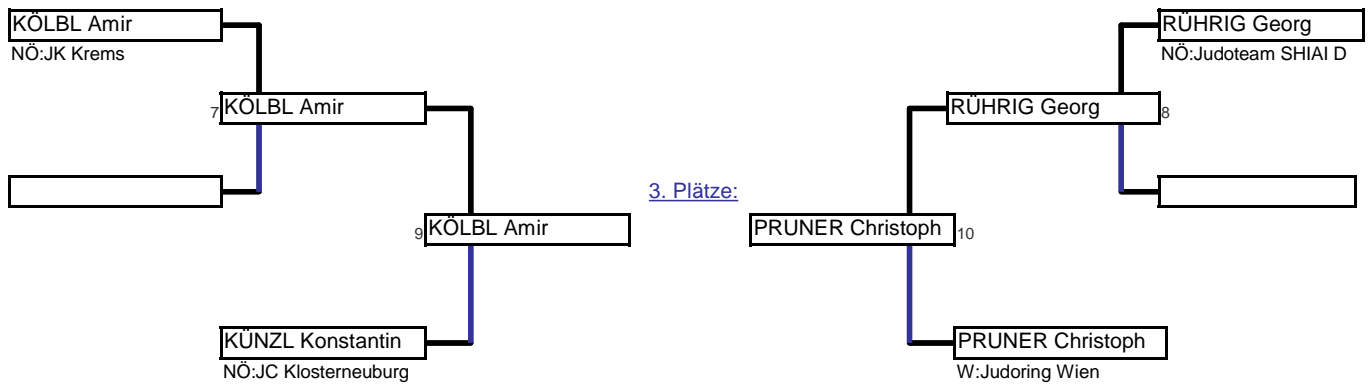 KÖLBL Amir
NÖ:JK Krems
RÜHRIG Georg
NÖ:Judoteam SHIAI D
7 KÖLBL Amir
RÜHRIG Georg 8
3. Plätze:
9 KÖLBL Amir
PRUNER Christoph 10
KÜNZL Konstantin
NÖ:JC Klosterneuburg
PRUNER Christoph
W:Judoring Wien